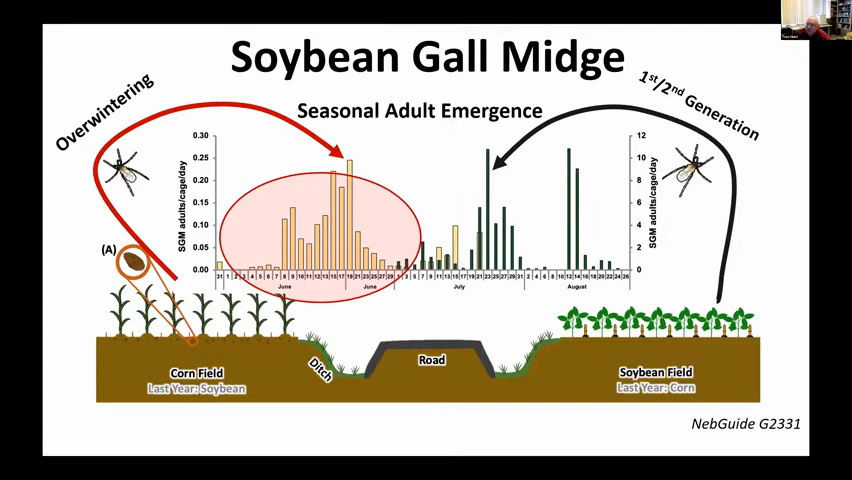 Soybean Gall Midge
Seasonal Adult Emergence
Overwintering
1st/2nd Generation
(A)
SGM adults/cage/day
0.30
0.25
0.20
0.15
0.10
0.05
0.00
SGM adults/cage/day
12
10
8
6
4
2
0
June
June
July
August
Corn Field
Last Year: Soybean
Ditch
Road
Soybean Field
Last Year: Corn
NebGuide G2331